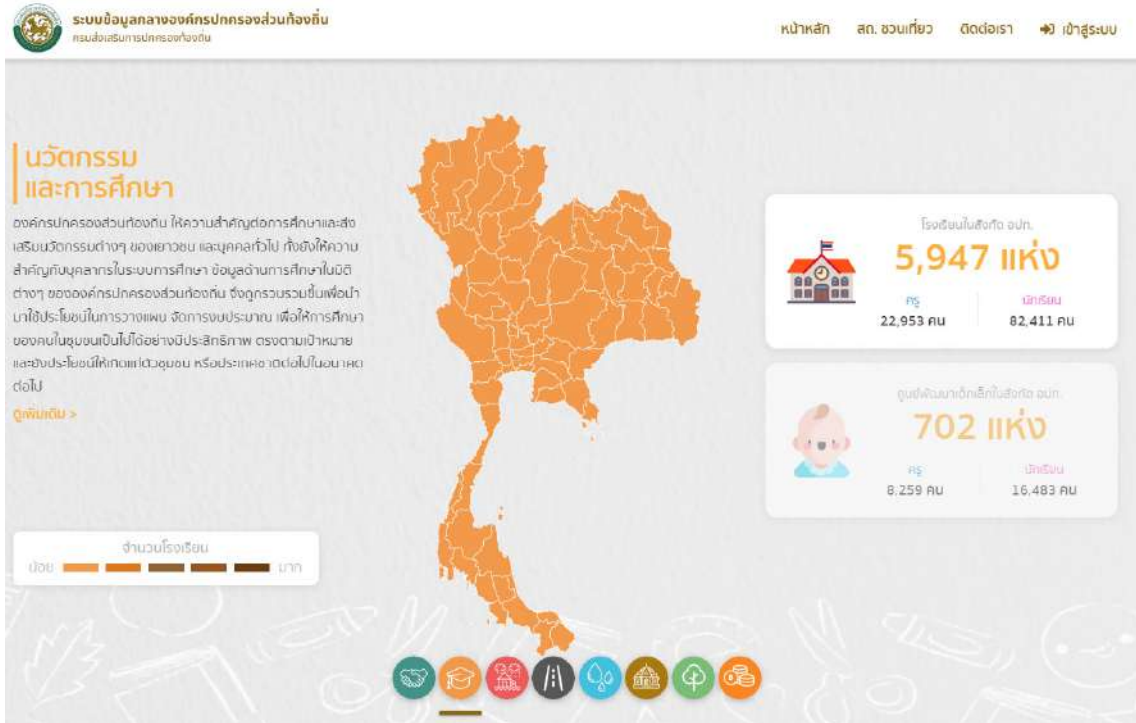 ระบบข้อมูลกลางองค์กรปกครองส่วนท้องถิ่น
กรมส่งเสริมการปกครองท้องถิ่น
หน้าหลัก สถ. ชวนเที่ยว ติดต่อเรา เข้าสู่ระบบ
นวัตกรรม
และการศึกษา
องค์กรปกครองส่วนท้องถิ่น ให้ความสำคัญต่อการศึกษาและส่ง
เสริมนวัตกรรมต่างๆ ของเยาวชน และบุคคลทั่วไป ทั้งยังให้ความ
สำคัญกับบุคลากรในระบบการศึกษา ข้อมูลด้านการศึกษาในมิติ
ต่างๆ ขององค์กรปกครองส่วนท้องถิ่น จึงถูกรวบรวมขึ้นเพื่อนำ
มาใช้ประโยชน์ในการวางแผน จัดการงบประมาณ เพื่อให้การศึกษา
ของคนในชุมชนเป็นไปได้อย่างมีประสิทธิภาพ ตรงตามเป้าหมาย
และยังประโยชน์ให้เกิดแก่ตัวชุมชน หรือประเทศชาติต่อไปในอนาคต
ต่อไป
ดูเพิ่มเติม >
โรงเรียนในสังกัด อปท.
5,947 แห่ง
ครู นักเรียน
22,953 คน 82,411 คน
ศูนย์พัฒนาเด็กเล็กในสังกัด อปท.
702 แห่ง
ครู นักเรียน
8,259 คน 16,483 คน
จำนวนโรงเรียน
น้อย มาก